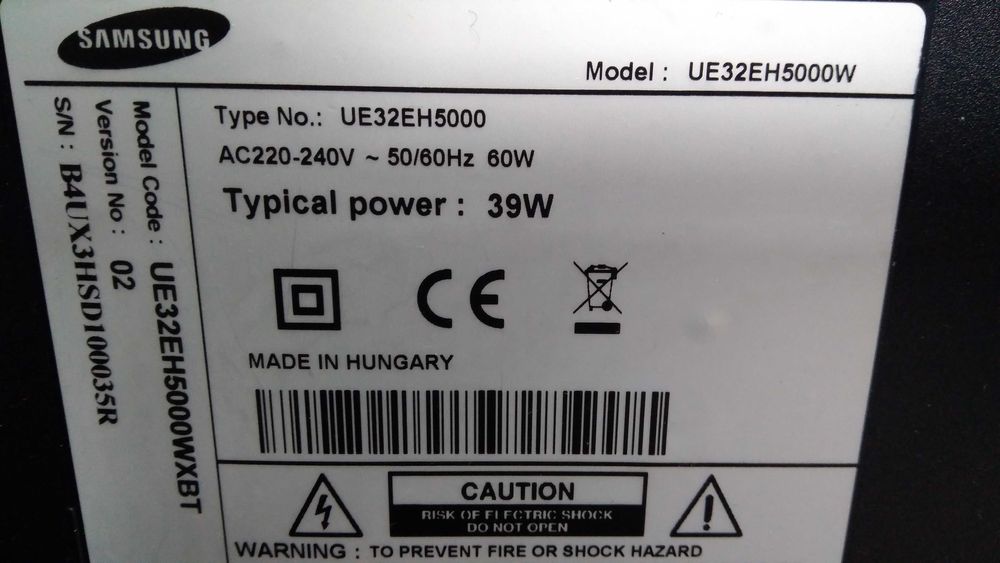 SAMSUNG
Model : UE32EH5000W
Type No.: UE32EH5000
AC220-240V ~ 50/60Hz 60W
Typical power : 39W
CE
MADE IN HUNGARY
CAUTION
RISK OF ELECTRIC SHOCK
DO NOT OPEN
WARNING : TO PREVENT FIRE OR SHOCK HAZARD
Model Code : UE32EH5000WXBT
Version No : 02
S/N : B4UX3HSD100035R